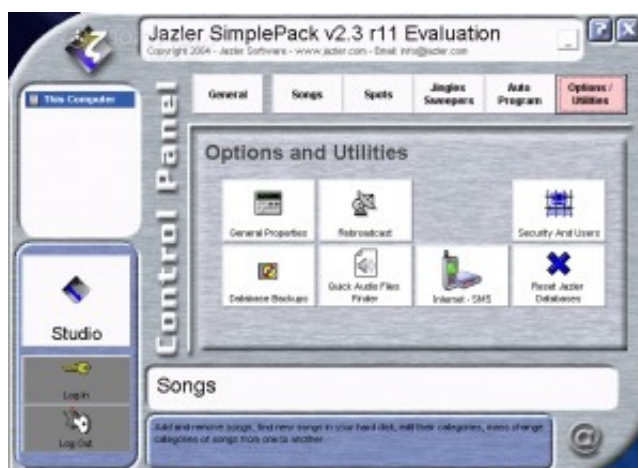 Jazler SimplePack v2.3 r11 Evaluation
Copyright 2004 - Jazler Software - www.jazler.com - Email: info@jazler.com
This Computer
General
Songs
Spots
Jingles
Sweepers
Auto
Program
Options /
Utilities
Control Panel
Options and Utilities
General Properties
Rebroadcast
Security And Users
Database Backups
Quick Audio Files
Finder
Internet - SMS
Reset Jazler
Databases
Studio
Log In
Log Out
Songs
Add and remove songs, find new songs in your hard disk, edit their categories, mass change
categories of songs from one to another.
@